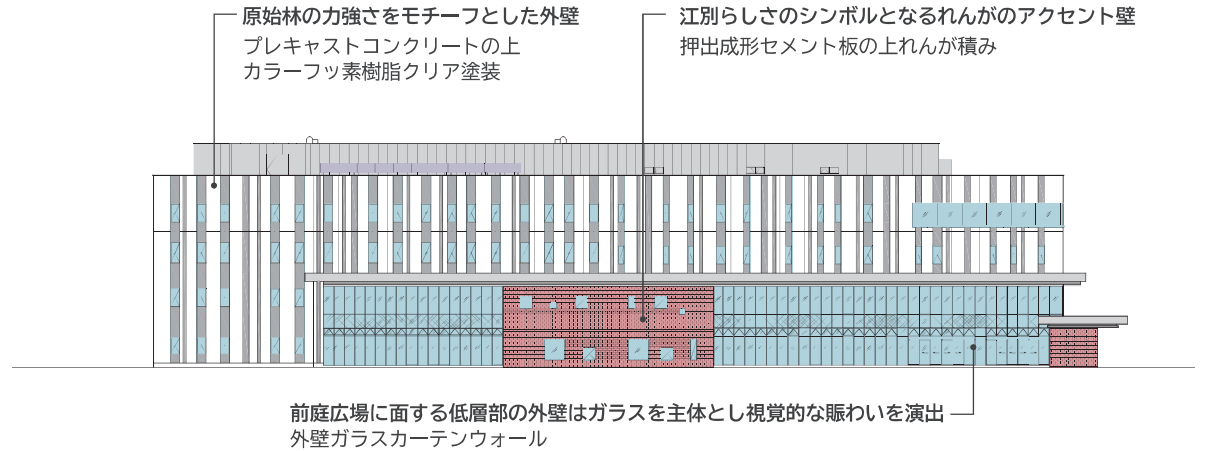 原始林の力強さをモチーフとした外壁
プレキャストコンクリートの上
カラーフッ素樹脂クリア塗装
江別らしさのシンボルとなるれんがのアクセント壁
押出成形セメント板の上れんが積み
前庭広場に面する低層部の外壁はガラスを主体とし視覚的な賑わいを演出
外壁ガラスカーテンウォール